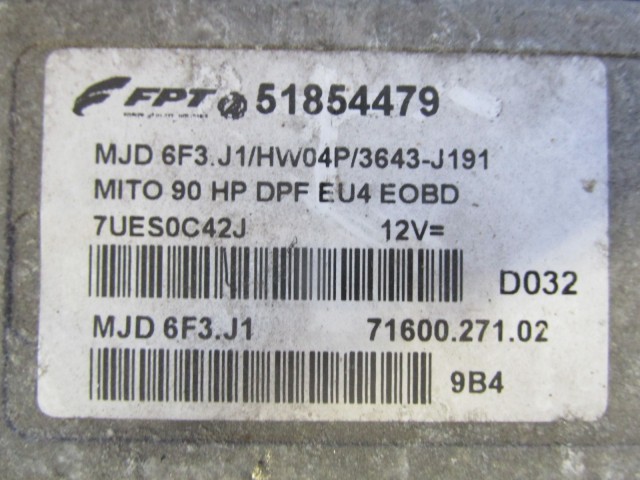 FPT 51854479
MJD 6F3.J1/HW04P/3643-J191
MITO 90 HP DPF EU4 EOBD
7UES0C42J 12V=
D032
MJD 6F3.J1 71600.271.02
9B4